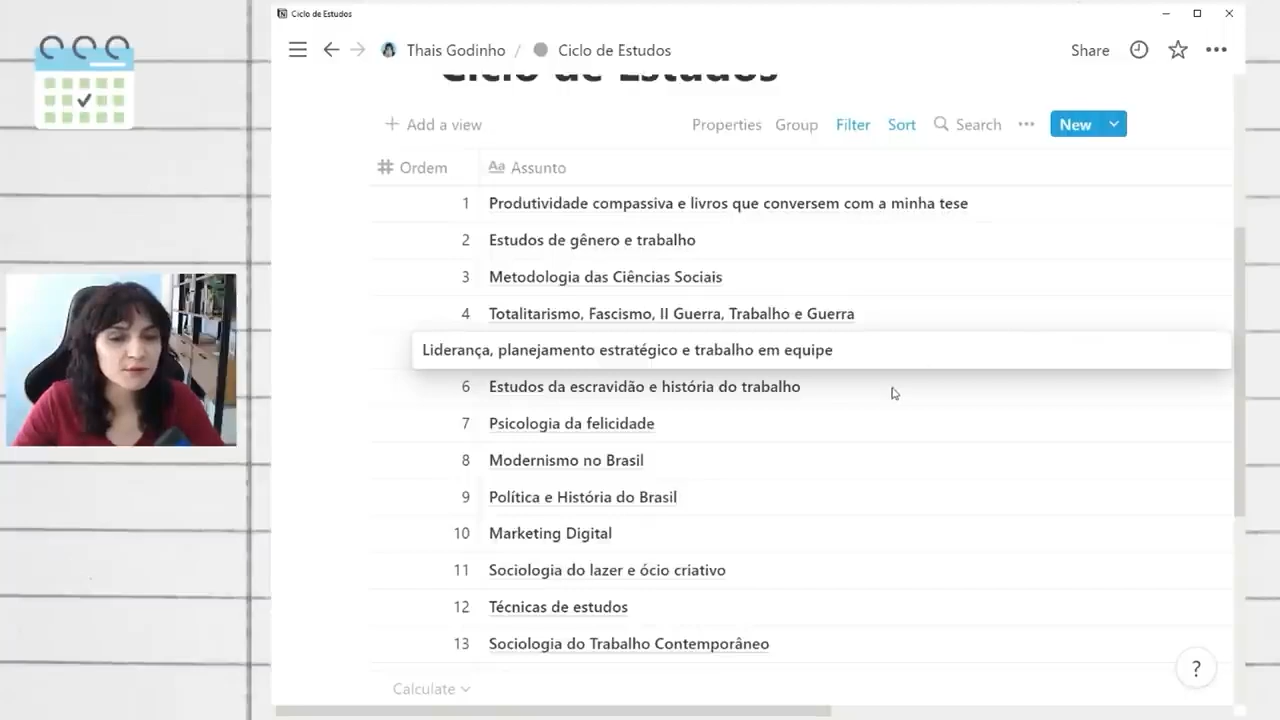 Ciclo de Estudos
Thais Godinho / Ciclo de Estudos
Share
Ciclo de Estudos
Add a view
Properties Group Filter Sort Search New
Ordem Assunto
1 Produtividade compassiva e livros que conversem com a minha tese
2 Estudos de gênero e trabalho
3 Metodologia das Ciências Sociais
4 Totalitarismo, Fascismo, II Guerra, Trabalho e Guerra
Liderança, planejamento estratégico e trabalho em equipe
6 Estudos da escravidão e história do trabalho
7 Psicologia da felicidade
8 Modernismo no Brasil
9 Política e História do Brasil
10 Marketing Digital
11 Sociologia do lazer e ócio criativo
12 Técnicas de estudos
13 Sociologia do Trabalho Contemporâneo
Calculate
?